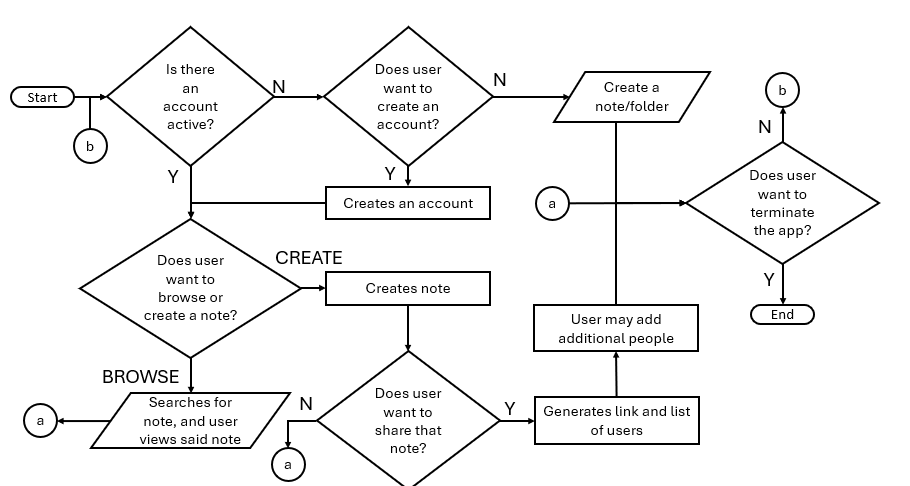 Start
b
Is there
an
account
active?
N
Y
Does user
want to
create an
account?
N
Y
Create a
note/folder
b
N
Does user
want to
terminate
the app?
Y
End
a
Creates an account
Does user
want to
browse or
create a note?
CREATE
BROWSE
Creates note
User may add
additional people
Searches for
note, and user
views said note
a
Does user
want to
share that
note?
N
a
Y
Generates link and list
of users